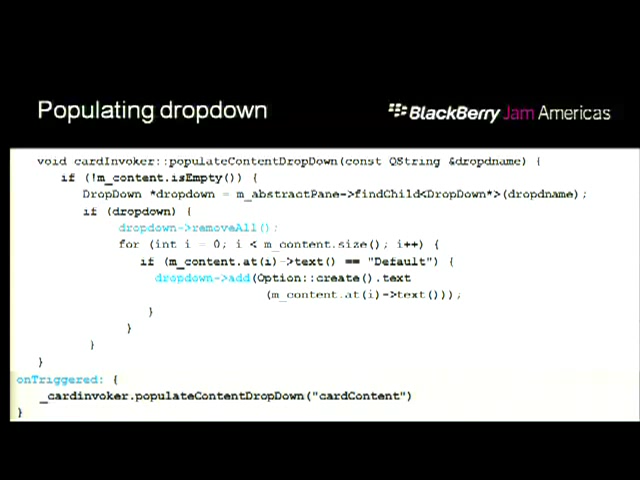 Populating dropdown
BlackBerry Jam Americas
void cardInvoker::populateContentDropDown(const QString &dropdname) {
if (!m_content.isEmpty()) {
DropDown *dropdown = m_abstractPane->findChild<DropDown*>(dropdname);
if (dropdown) {
dropdown->removeAll();
for (int i = 0; i < m_content.size(); i++) {
if (m_content.at(i)->text() == "Default") {
dropdown->add(Option::create().text
(m_content.at(i)->text()));
}
}
}
}
onTriggered: {
_cardinvoker.populateContentDropDown("cardContent")
}